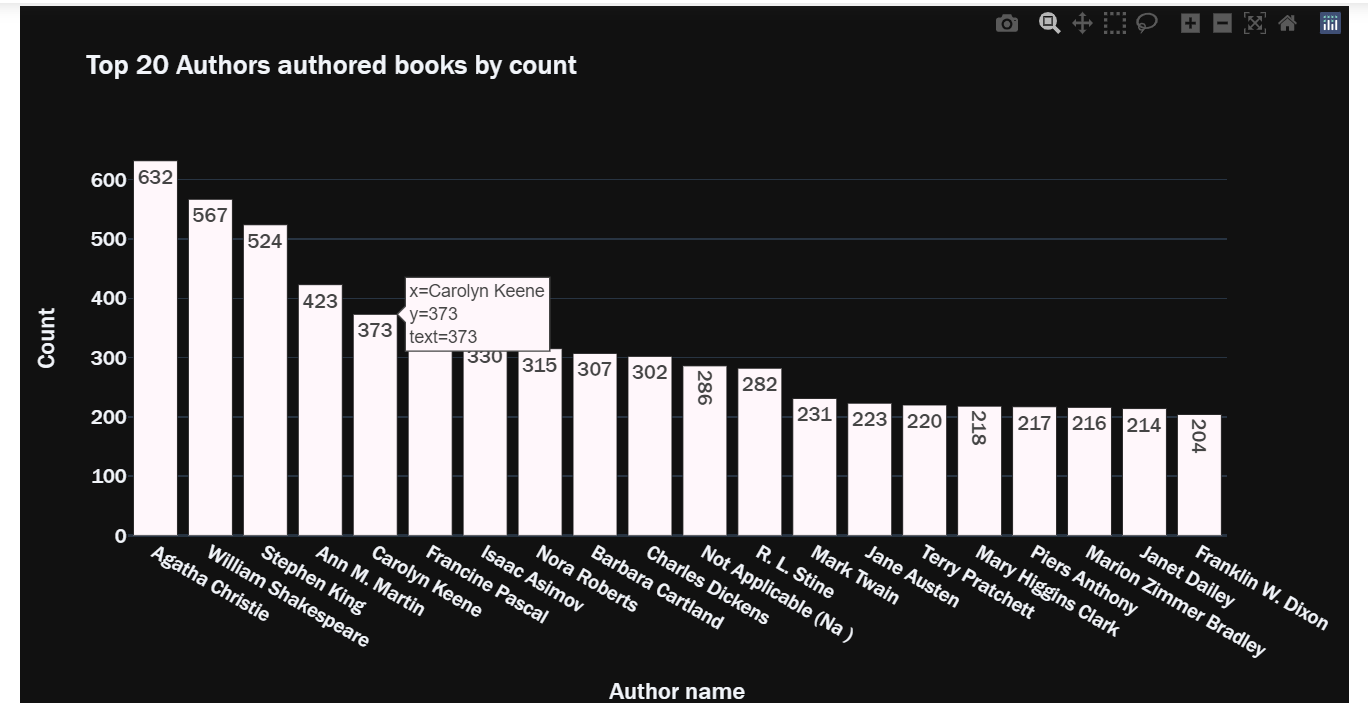 Top 20 Authors authored books by count
Count
600
500
400
300
200
100
0
632
567
524
423
373
x=Carolyn Keene
y=373
text=373
330
315
307
302
286
282
231
223
220
218
217
216
214
204
Agatha Christie
William Shakespeare
Stephen King
Ann M. Martin
Carolyn Keene
Francine Pascal
Isaac Asimov
Nora Roberts
Barbara Cartland
Charles Dickens
Not Applicable (Na )
R. L. Stine
Mark Twain
Jane Austen
Terry Pratchett
Mary Higgins Clark
Piers Anthony
Marion Zimmer Bradley
Janet Dailey
Franklin W. Dixon
Author name